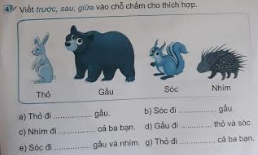 4 Viết trước, sau, giữa vào chỗ chấm cho thích hợp.
Thỏ Gấu Sóc Nhím
a) Thỏ đi .............. gấu. b) Sóc đi .............. gấu.
c) Nhím đi .............. cả ba bạn. d) Gấu đi .............. thỏ và sóc.
e) Sóc đi .............. gấu và nhím. g) Thỏ đi .............. cả ba bạn.